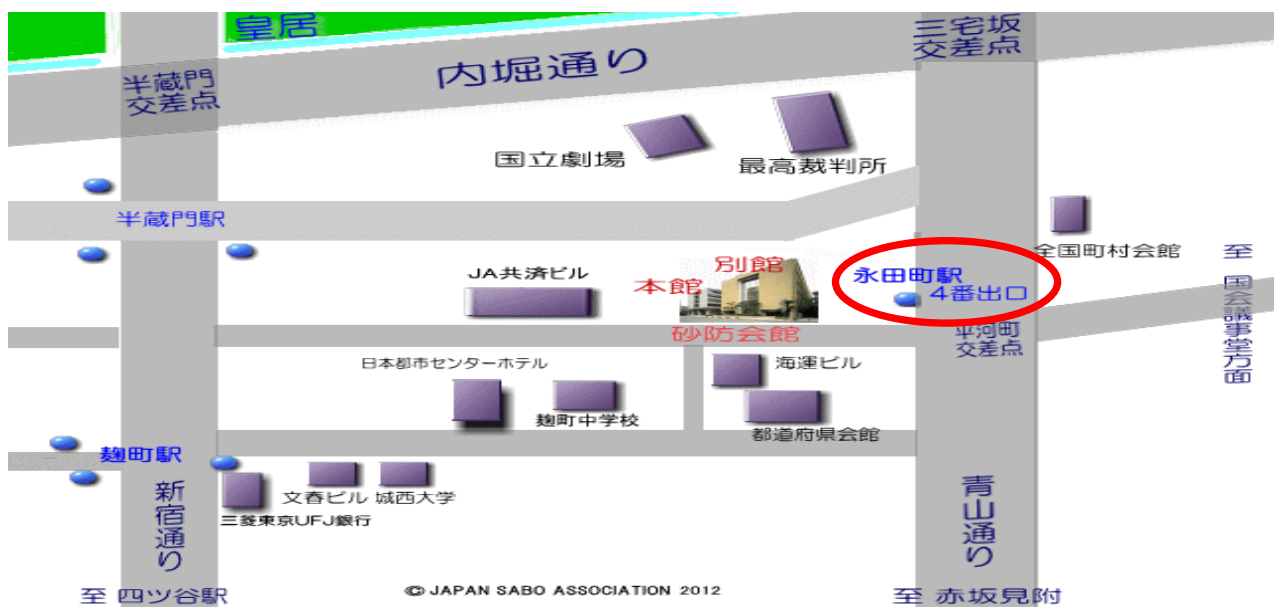 皇居
三宅坂
交差点
内堀通り
半蔵門
交差点
国立劇場
最高裁判所
半蔵門駅
全国町村会館
別館
JA共済ビル
本館
永田町駅
4番出口
至 国会議事堂方面
砂防会館
平河町
交差点
日本都市センターホテル
海運ビル
麹町中学校
都道府県会館
麹町駅
文春ビル
城西大学
三菱東京UFJ銀行
新宿通り
青山通り
至 四ツ谷駅
© JAPAN SABO ASSOCIATION 2012
至 赤坂見附